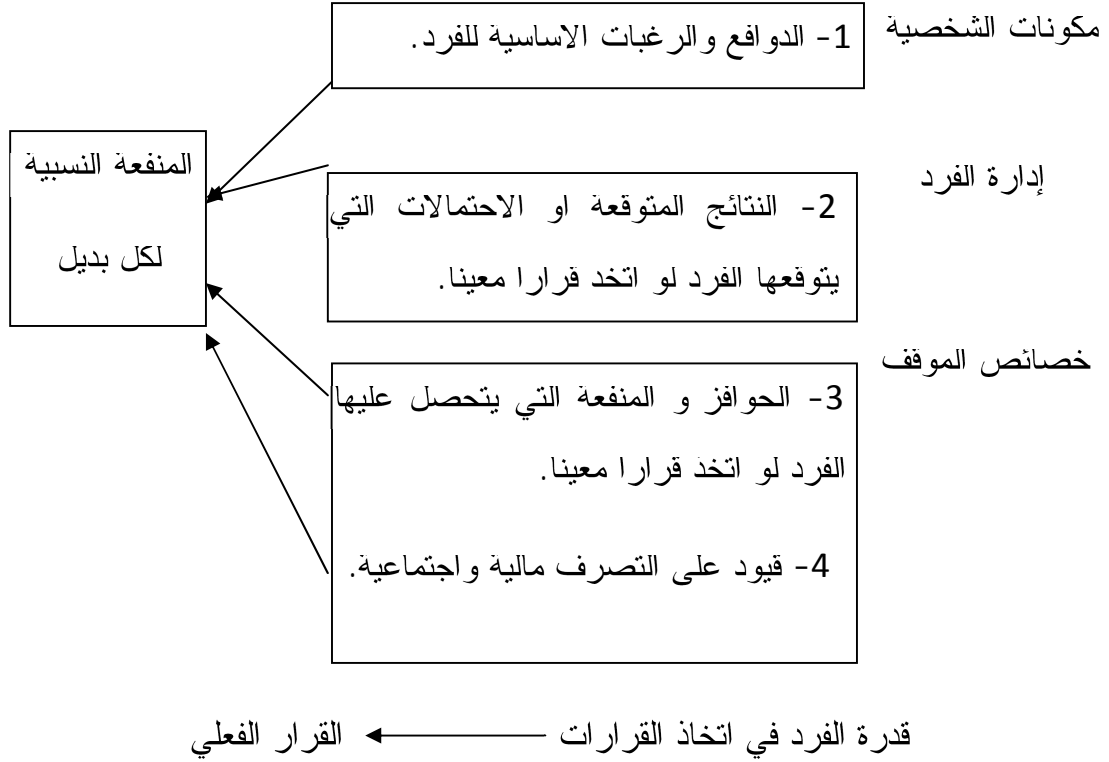 مكونات الشخصية
1- الدوافع والرغبات الاساسية للفرد.
إدارة الفرد
2- النتائج المتوقعة او الاحتمالات التي
يتوقعها الفرد لو اتخد قرارا معينا.
خصائص الموقف
3- الحوافز و المنفعة التي يتحصل عليها
الفرد لو اتخذ قرارا معينا.
4- قيود على التصرف مالية واجتماعية.
المنفعة النسبية
لكل بديل
قدرة الفرد في اتخاذ القرارات
القرار الفعلي